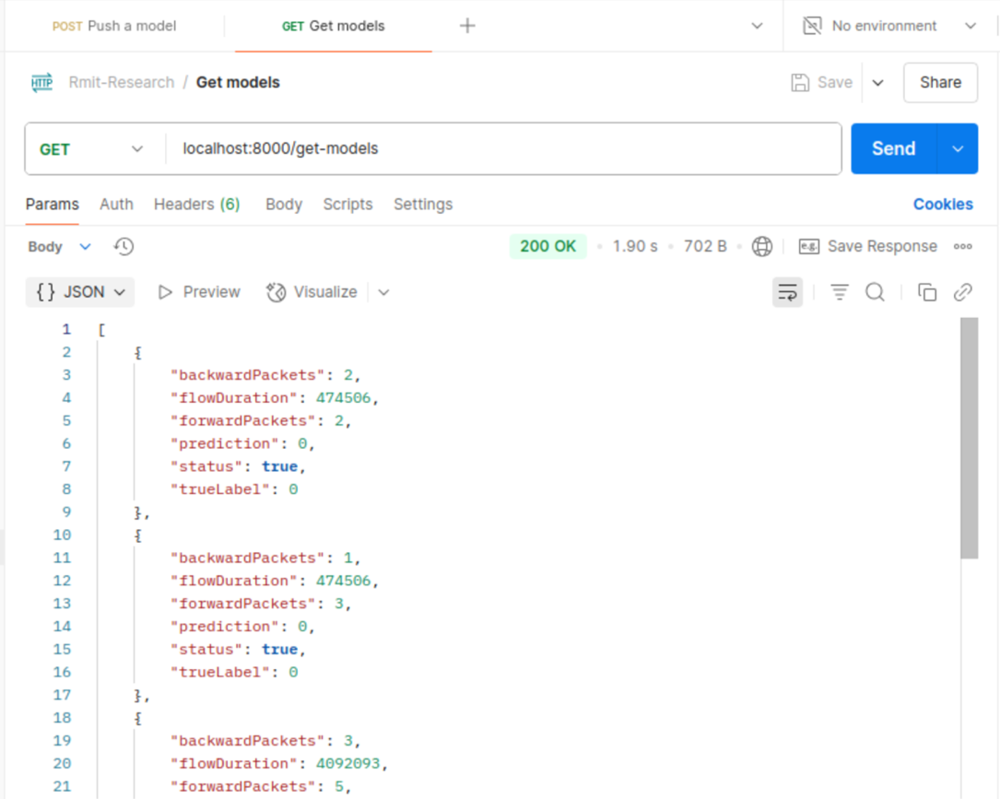 POST Push a model GET Get models + No environment
HTTP Rmit-Research / Get models Save Share
GET localhost:8000/get-models Send
Params Auth Headers (6) Body Scripts Settings Cookies
Body 200 OK • 1.90 s • 702 B • e.g. Save Response ooo
{} JSON Preview Visualize
1 [
2 {
3 "backwardPackets": 2,
4 "flowDuration": 474506,
5 "forwardPackets": 2,
6 "prediction": 0,
7 "status": true,
8 "trueLabel": 0
9 },
10 {
11 "backwardPackets": 1,
12 "flowDuration": 474506,
13 "forwardPackets": 3,
14 "prediction": 0,
15 "status": true,
16 "trueLabel": 0
17 },
18 {
19 "backwardPackets": 3,
20 "flowDuration": 4092093,
21 "forwardPackets": 5,